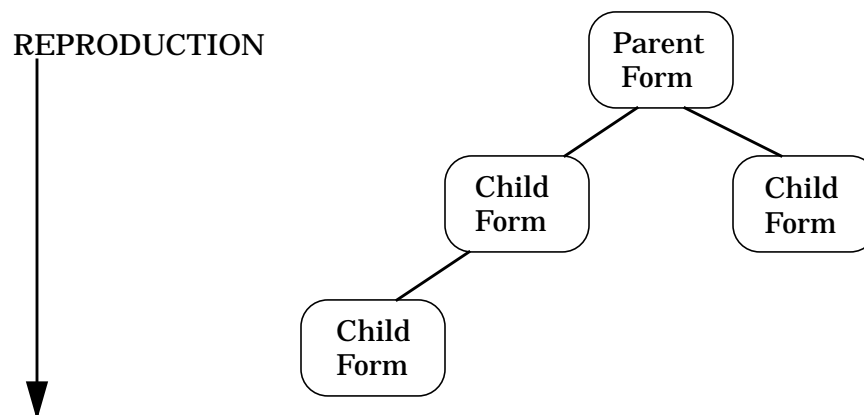 REPRODUCTION
Parent
Form
Child
Form
Child
Form
Child
Form